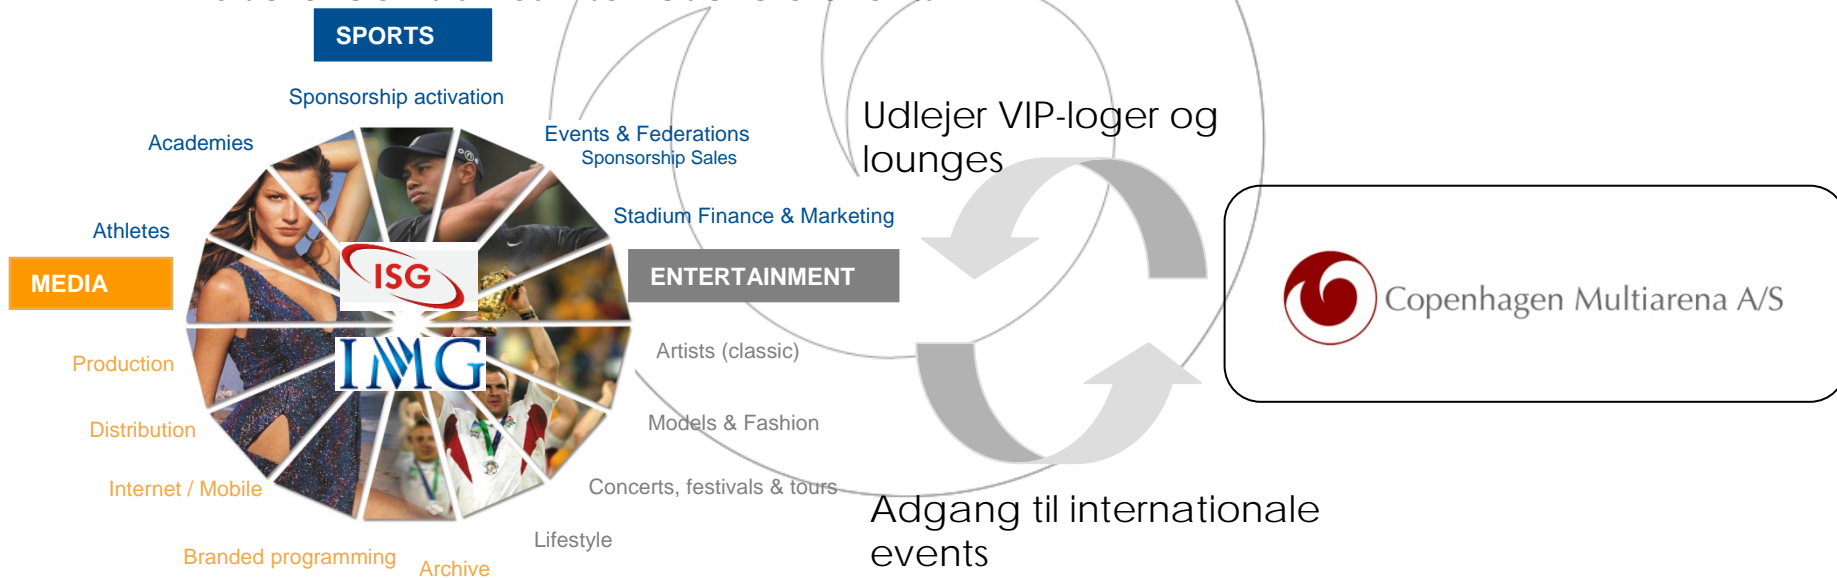 SPORTS
Sponsorship activation
Academies
Events & Federations
Sponsorship Sales
Athletes
Stadium Finance & Marketing
MEDIA
ENTERTAINMENT
ISG
IMG
Production
Artists (classic)
Distribution
Models & Fashion
Internet / Mobile
Concerts, festivals & tours
Branded programming
Lifestyle
Archive
Udlejer VIP-loger og
lounges
Copenhagen Multiarena A/S
Adgang til internationale
events